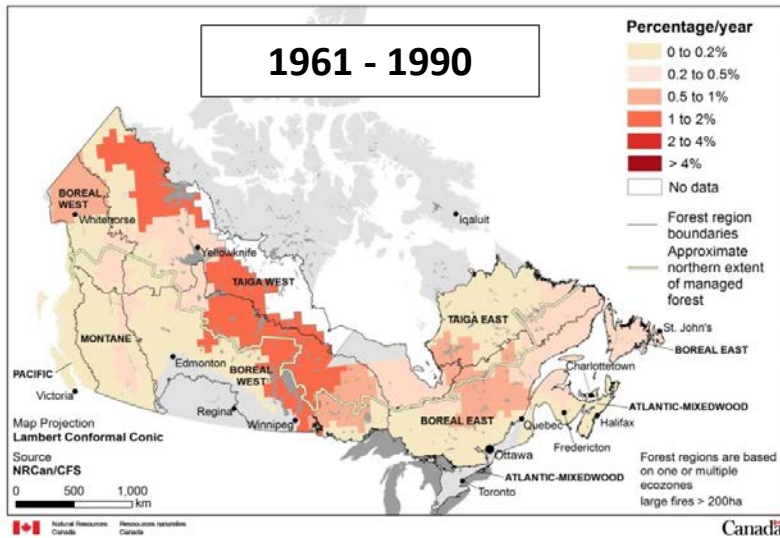 1961 - 1990
Percentage/year
0 to 0.2%
0.2 to 0.5%
0.5 to 1%
1 to 2%
2 to 4%
> 4%
No data
Forest region
boundaries
Approximate
northern extent
of managed
forest
BOREAL
WEST
Whitehorse
Iqaluit
Yellowknife
TAIGA WEST
TAIGA EAST
MONTANE
St. John's
BOREAL EAST
PACIFIC
Edmonton
BOREAL
WEST
Charlottetown
Victoria
Regina
Winnipeg
BOREAL EAST
ATLANTIC-MIXEDWOOD
Quebec
Halifax
Fredericton
Ottawa
ATLANTIC-MIXEDWOOD
Toronto
Map Projection
Lambert Conformal Conic
Source
NRCan/CFS
0 500 1,000
km
Forest regions are based
on one or multiple
ecozones
large fires > 200ha
Natural Resources Ressources naturelles
Canada Canada
Canada